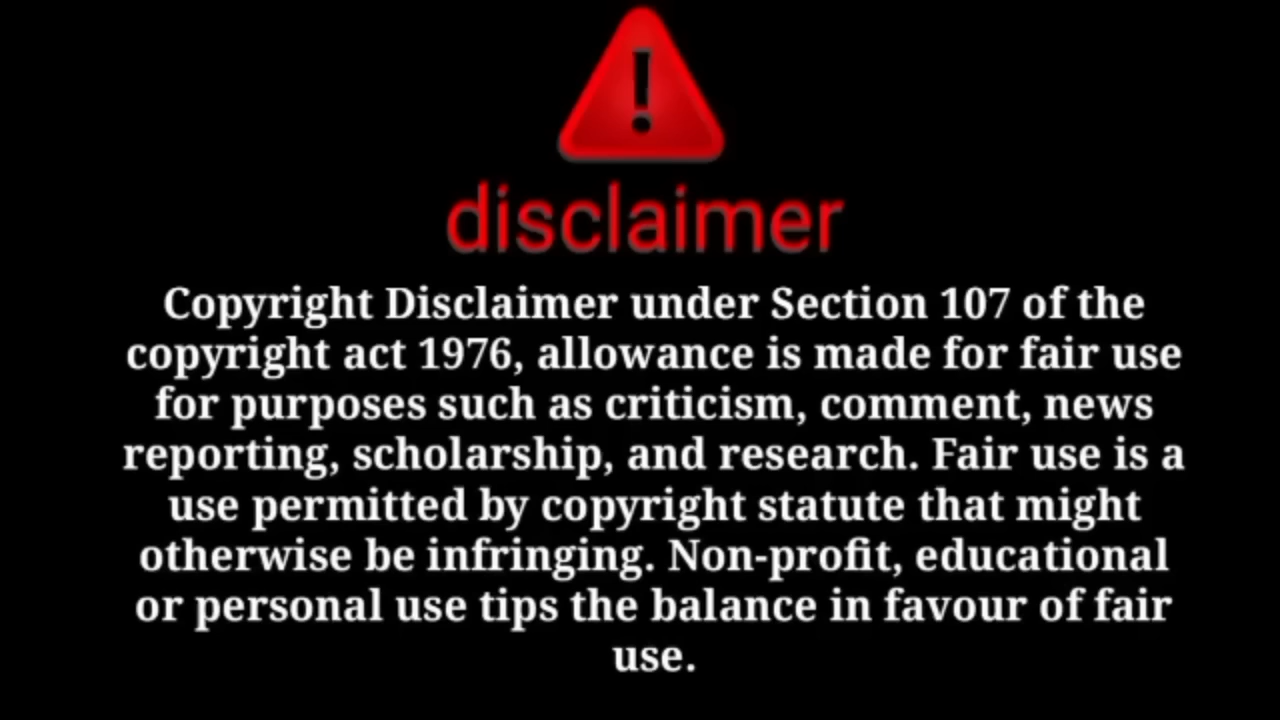 !
disclaimer
Copyright Disclaimer under Section 107 of the
copyright act 1976, allowance is made for fair use
for purposes such as criticism, comment, news
reporting, scholarship, and research. Fair use is a
use permitted by copyright statute that might
otherwise be infringing. Non-profit, educational
or personal use tips the balance in favour of fair
use.